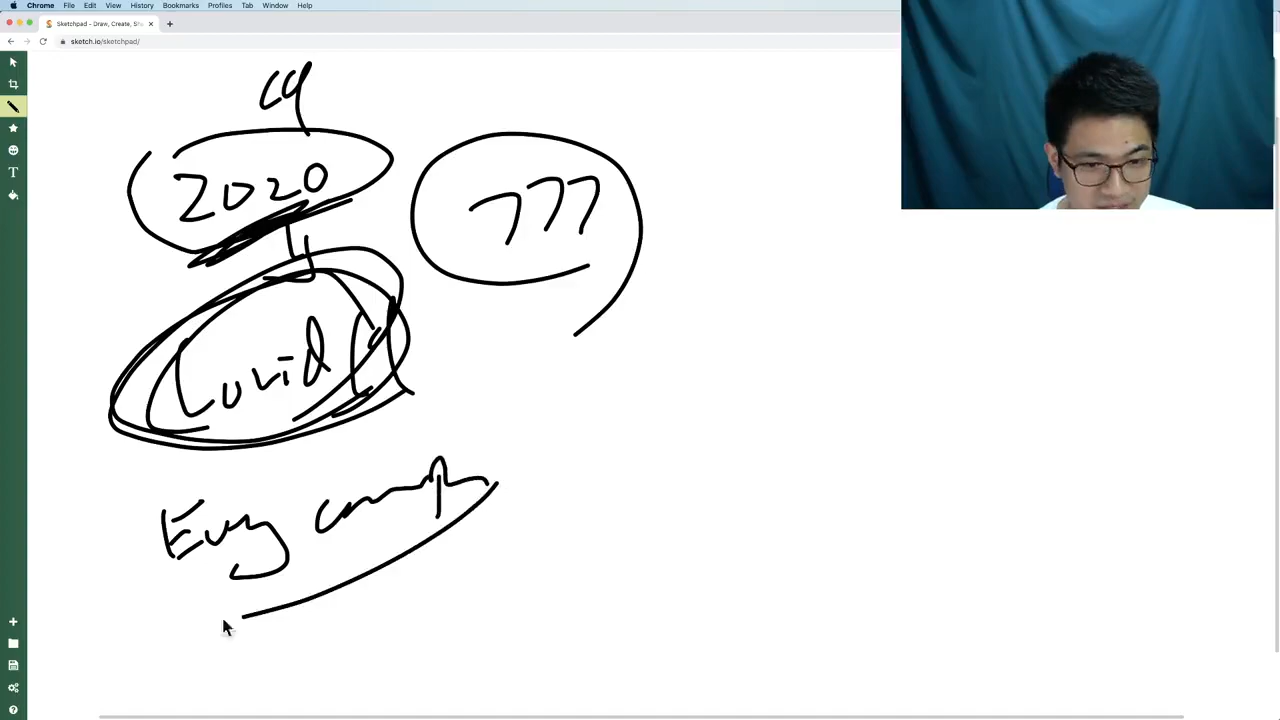 Chrome File Edit View History Bookmarks Profiles Tab Window Help
Sketchpad - Draw, Create, Sha
sketch.io/sketchpad/
2020
777
Covid